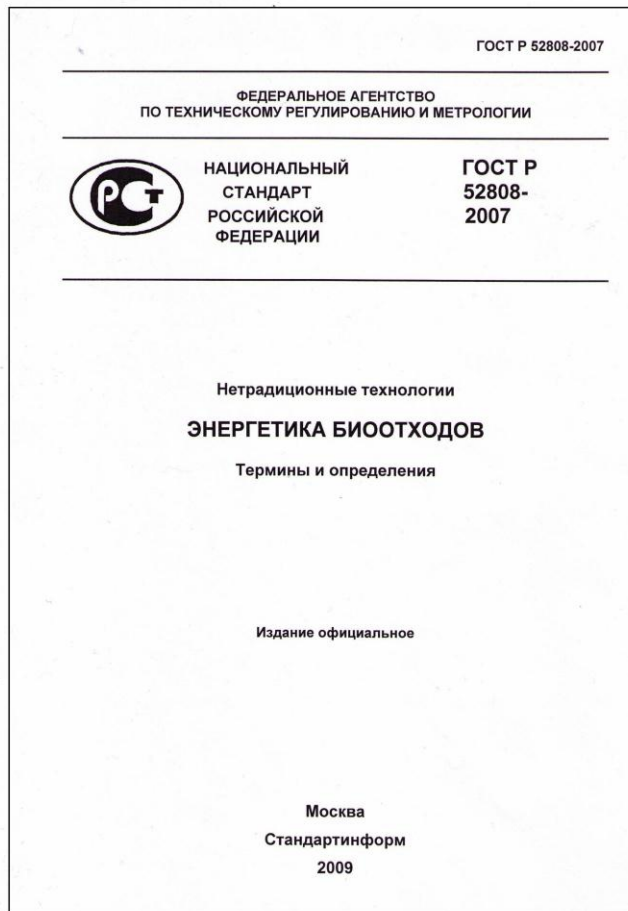 ГОСТ Р 52808-2007
ФЕДЕРАЛЬНОЕ АГЕНТСТВО
ПО ТЕХНИЧЕСКОМУ РЕГУЛИРОВАНИЮ И МЕТРОЛОГИИ
РСТ
НАЦИОНАЛЬНЫЙ
СТАНДАРТ
РОССИЙСКОЙ
ФЕДЕРАЦИИ
ГОСТ Р
52808-
2007
Нетрадиционные технологии
ЭНЕРГЕТИКА БИООТХОДОВ
Термины и определения
Издание официальное
Москва
Стандартинформ
2009